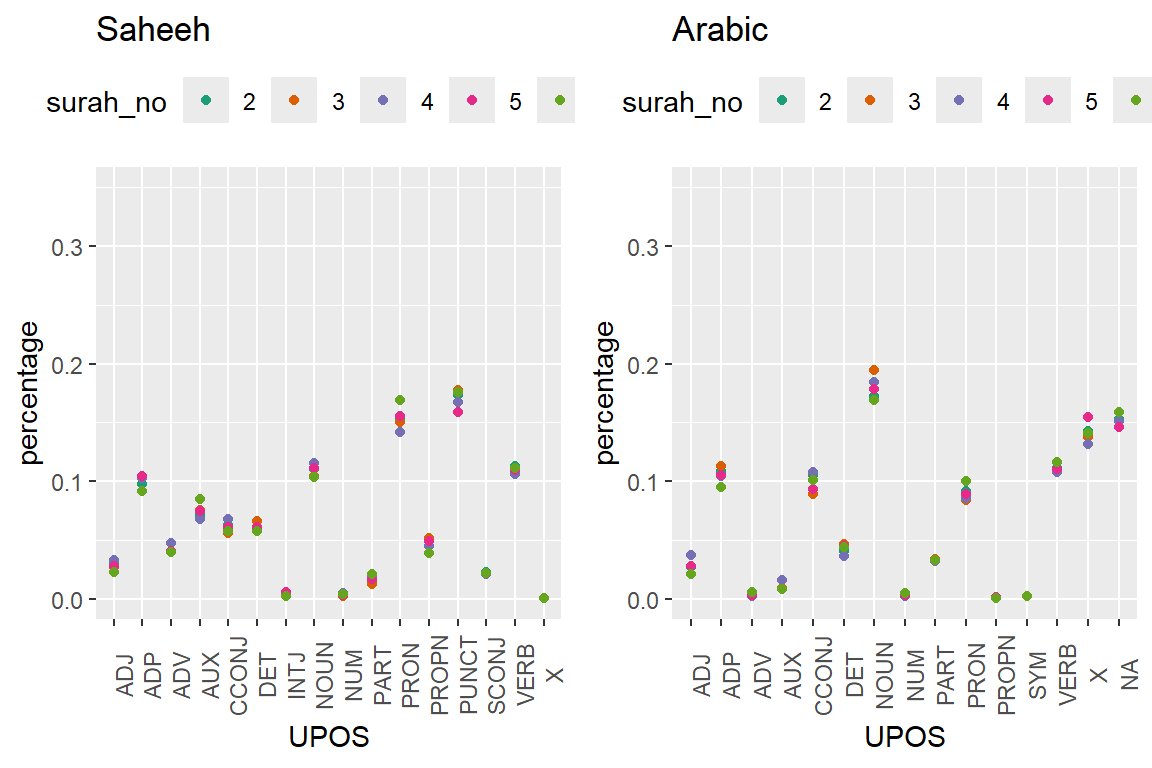 Saheeh
surah_no 2 3 4 5
percentage
0.3
0.2
0.1
0.0
ADJ
ADP
ADV
AUX
CCONJ
DET
INTJ
NOUN
NUM
PART
PRON
PROPN
PUNCT
SCONJ
VERB
X
UPOS
Arabic
surah_no 2 3 4 5
percentage
0.3
0.2
0.1
0.0
ADJ
ADP
ADV
AUX
CCONJ
DET
NOUN
NUM
PART
PRON
PROPN
SYM
VERB
X
NA
UPOS